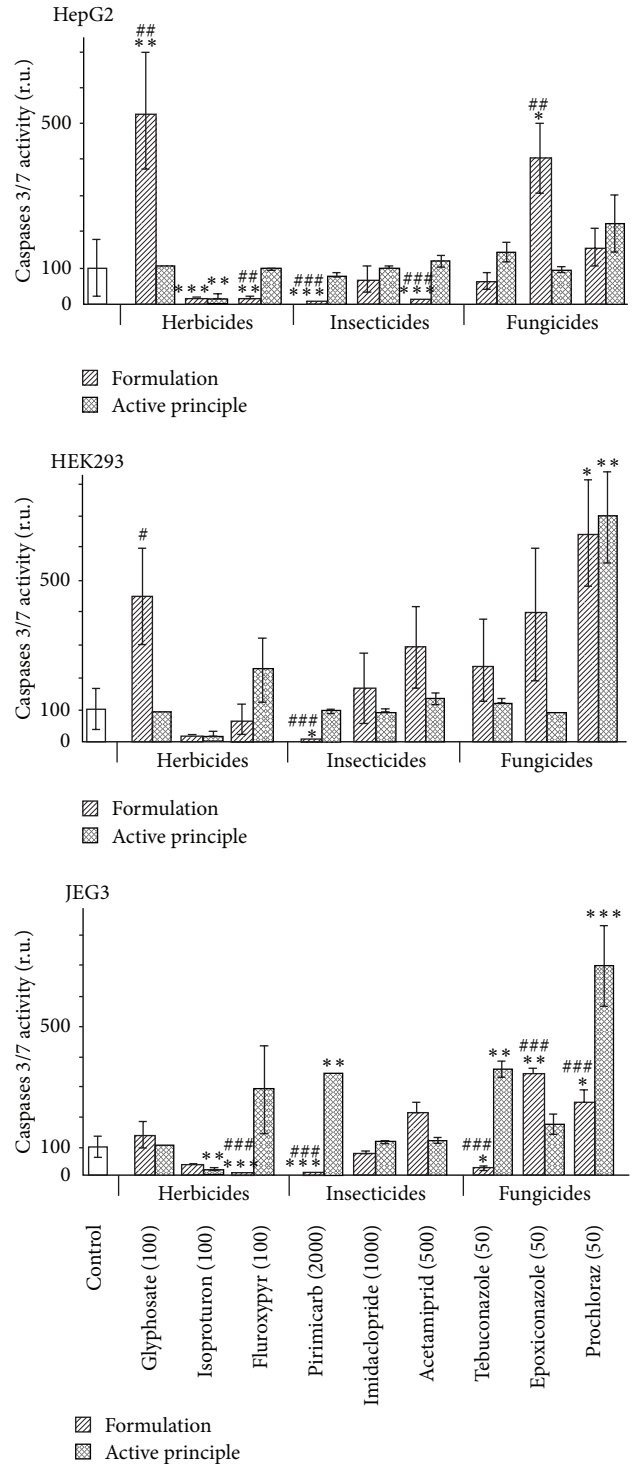 HepG2
Caspases 3/7 activity (r.u.)
500
100
0
##
**
***
**
##
**
###
***
###
***
##
*
Herbicides Insecticides Fungicides
Formulation
Active principle
HEK293
Caspases 3/7 activity (r.u.)
500
100
0
#
###
*
*
**
Herbicides Insecticides Fungicides
Formulation
Active principle
JEG3
Caspases 3/7 activity (r.u.)
500
100
0
**
###
***
###
***
**
###
*
**
###
**
###
*
***
Herbicides Insecticides Fungicides
Control
Glyphosate (100)
Isoproturon (100)
Fluroxypyr (100)
Pirimicarb (2000)
Imidaclopride (1000)
Acetamiprid (500)
Tebuconazole (50)
Epoxiconazole (50)
Prochloraz (50)
Formulation
Active principle